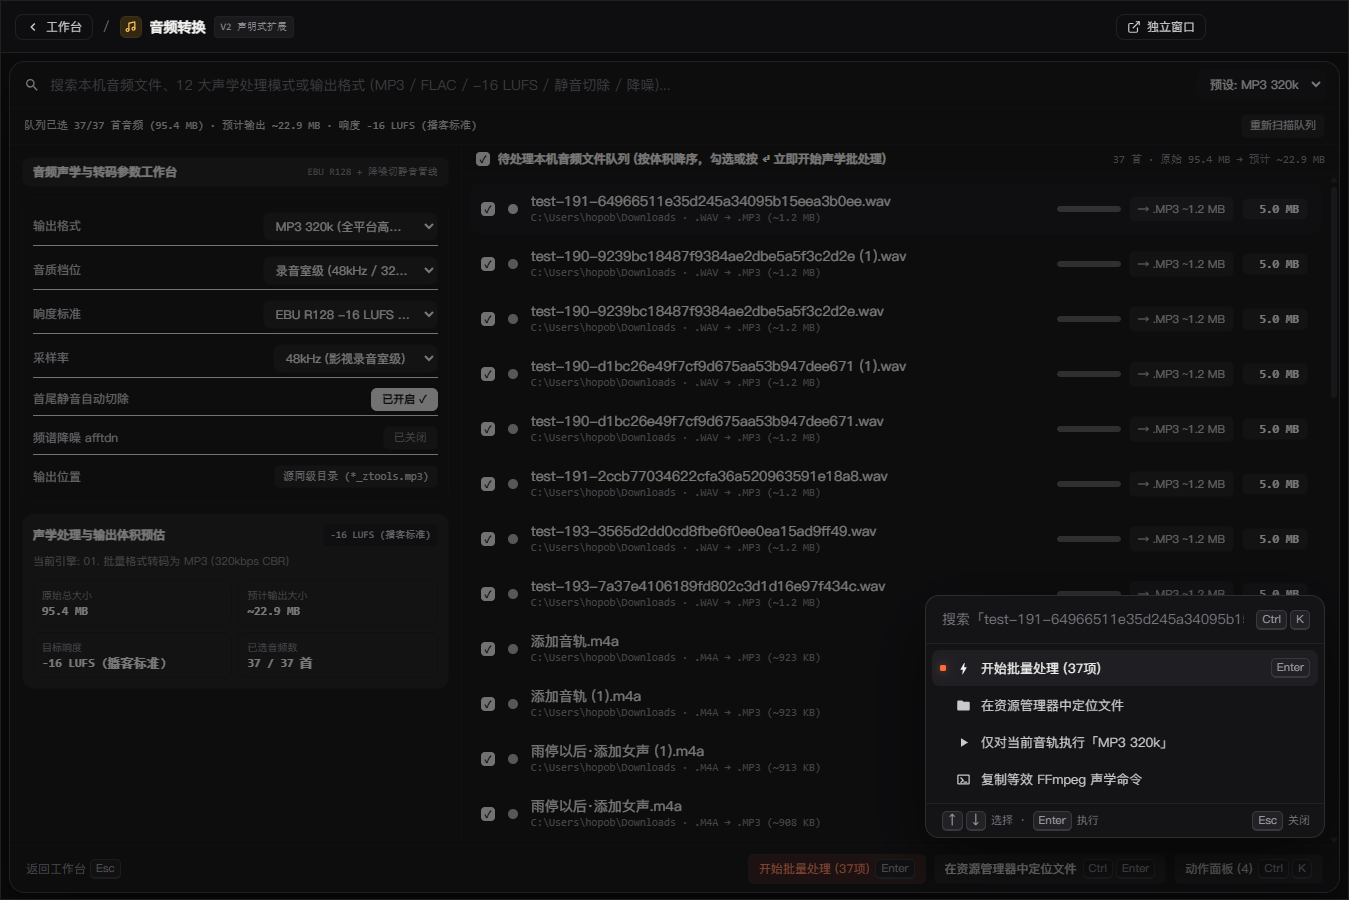 工作台 / 音频转换 V2 声明式扩展 独立窗口
搜索本机音频文件、12 大声学处理模式或输出格式 (MP3 / FLAC / -16 LUFS / 静音切除 / 降噪)... 预设: MP3 320k
队列已选 37/37 首音频 (95.4 MB) · 预计输出 ~22.9 MB · 响度 -16 LUFS (播客标准) 重新扫描队列
音频声学与转码参数工作台 EBU R128 + 降噪切静音管线
输出格式 MP3 320k (全平台高...
音质档位 录音室级 (48kHz / 32...
响度标准 EBU R128 -16 LUFS ...
采样率 48kHz (影视录音室级)
首尾静音自动切除 已开启 ✓
频谱降噪 afftdn 已关闭
输出位置 源同级目录 (*_ztools.mp3)
声学处理与输出体积预估 -16 LUFS (播客标准)
当前引擎: 01. 批量格式转码为 MP3 (320kbps CBR)
原始总大小 预计输出大小
95.4 MB ~22.9 MB
目标响度 已选音频数
-16 LUFS (播客标准) 37 / 37 首
待处理本机音频文件队列 (按体积降序，勾选或按 ↵ 立即开始声学批处理) 37 首 · 原始 95.4 MB → 预计 ~22.9 MB
test-191-64966511e35d245a34095b15eea3b0ee.wav → .MP3 ~1.2 MB 5.0 MB
C:\Users\hopob\Downloads · .WAV → .MP3 (~1.2 MB)
test-190-9239bc18487f9384ae2dbe5a5f3c2d2e (1).wav → .MP3 ~1.2 MB 5.0 MB
C:\Users\hopob\Downloads · .WAV → .MP3 (~1.2 MB)
test-190-9239bc18487f9384ae2dbe5a5f3c2d2e.wav → .MP3 ~1.2 MB 5.0 MB
C:\Users\hopob\Downloads · .WAV → .MP3 (~1.2 MB)
test-190-d1bc26e49f7cf9d675aa53b947dee671 (1).wav → .MP3 ~1.2 MB 5.0 MB
C:\Users\hopob\Downloads · .WAV → .MP3 (~1.2 MB)
test-190-d1bc26e49f7cf9d675aa53b947dee671.wav → .MP3 ~1.2 MB 5.0 MB
C:\Users\hopob\Downloads · .WAV → .MP3 (~1.2 MB)
test-191-2ccb77034622cfa36a520963591e18a8.wav → .MP3 ~1.2 MB 5.0 MB
C:\Users\hopob\Downloads · .WAV → .MP3 (~1.2 MB)
test-193-3565d2dd0cd8fbe6f0ee0ea15ad9ff49.wav → .MP3 ~1.2 MB 5.0 MB
C:\Users\hopob\Downloads · .WAV → .MP3 (~1.2 MB)
test-193-7a37e4106189fd802c3d1d16e97f434c.wav → .MP3 ~1.2 MB 5.0 MB
C:\Users\hopob\Downloads · .WAV → .MP3 (~1.2 MB)
添加音轨.m4a
C:\Users\hopob\Downloads · .M4A → .MP3 (~923 KB)
添加音轨 (1).m4a
C:\Users\hopob\Downloads · .M4A → .MP3 (~923 KB)
雨停以后·添加女声 (1).m4a
C:\Users\hopob\Downloads · .M4A → .MP3 (~913 KB)
雨停以后·添加女声.m4a
C:\Users\hopob\Downloads · .M4A → .MP3 (~908 KB)
搜索「test-191-64966511e35d245a34095b1 Ctrl K
开始批量处理 (37项) Enter
在资源管理器中定位文件
仅对当前音轨执行「MP3 320k」
复制等效 FFmpeg 声学命令
↑ ↓ 选择 · Enter 执行 Esc 关闭
返回工作台 Esc 开始批量处理 (37项) Enter 在资源管理器中定位文件 Ctrl Enter 动作面板 (4) Ctrl K